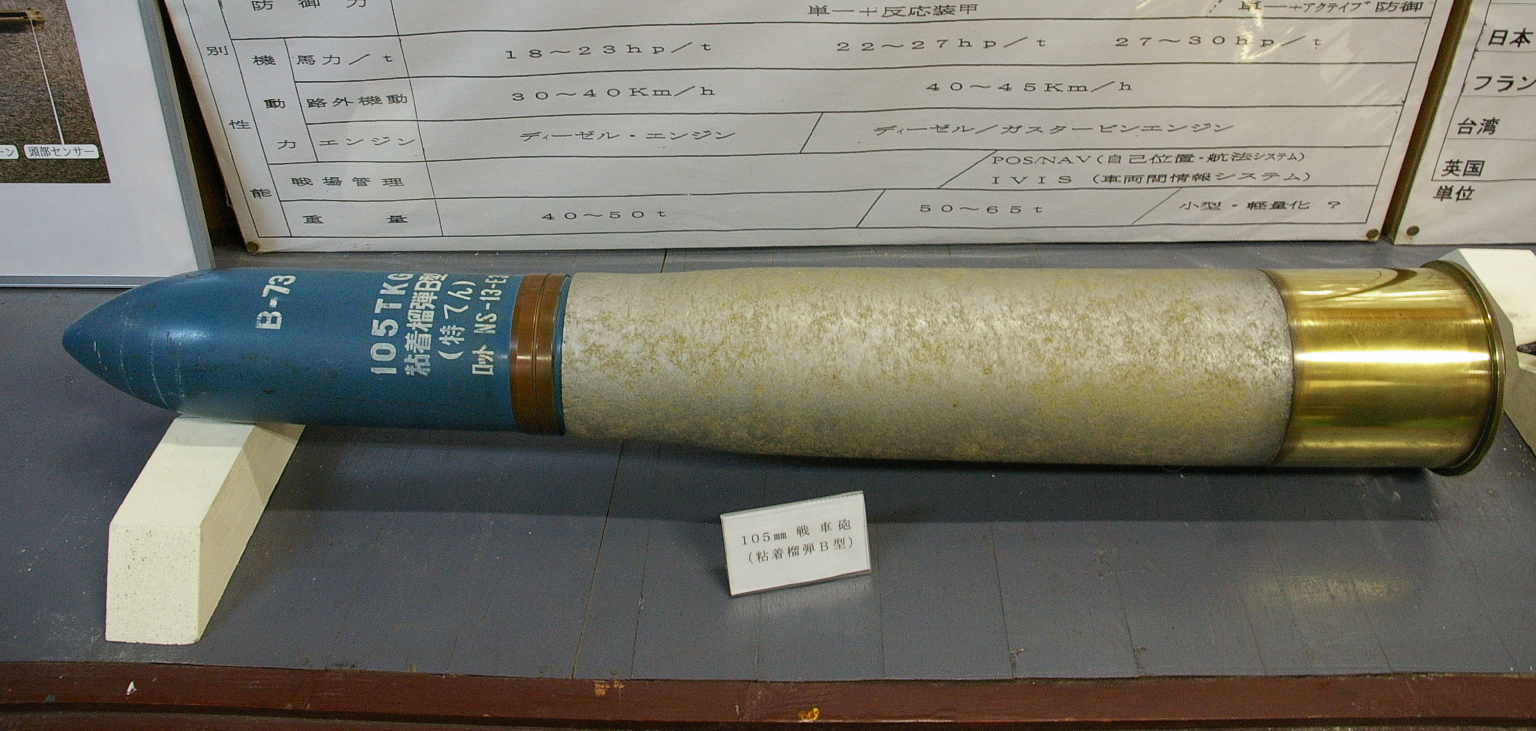 防御力
単一+反応装甲
単一+アクティブ防御
別
性
能
機
動
力
馬力/t
18~23hp/t
22~27hp/t
27~30hp/t
路外機動
30~40Km/h
40~45Km/h
エンジン
ディーゼル・エンジン
ディーゼル/ガスタービンエンジン
戦場管理
POS/NAV(自己位置・航法システム)
IVIS (車両間情報システム)
重量
40~50t
50~65t
小型・軽量化 ?
日本
フラン
台湾
英国
単位
頭部センサー
B-73
105TKG
粘着榴弾B型
(特てん)
ロット NS-13-E
105㎜ 戦車砲
(粘着榴弾B型)